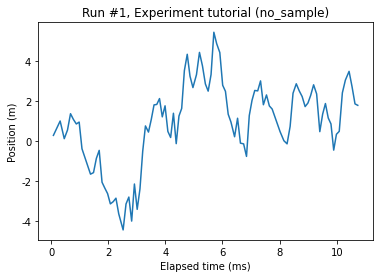 Run #1, Experiment tutorial (no_sample)
Position (m)
4
2
0
-2
-4
0 2 4 6 8 10
Elapsed time (ms)